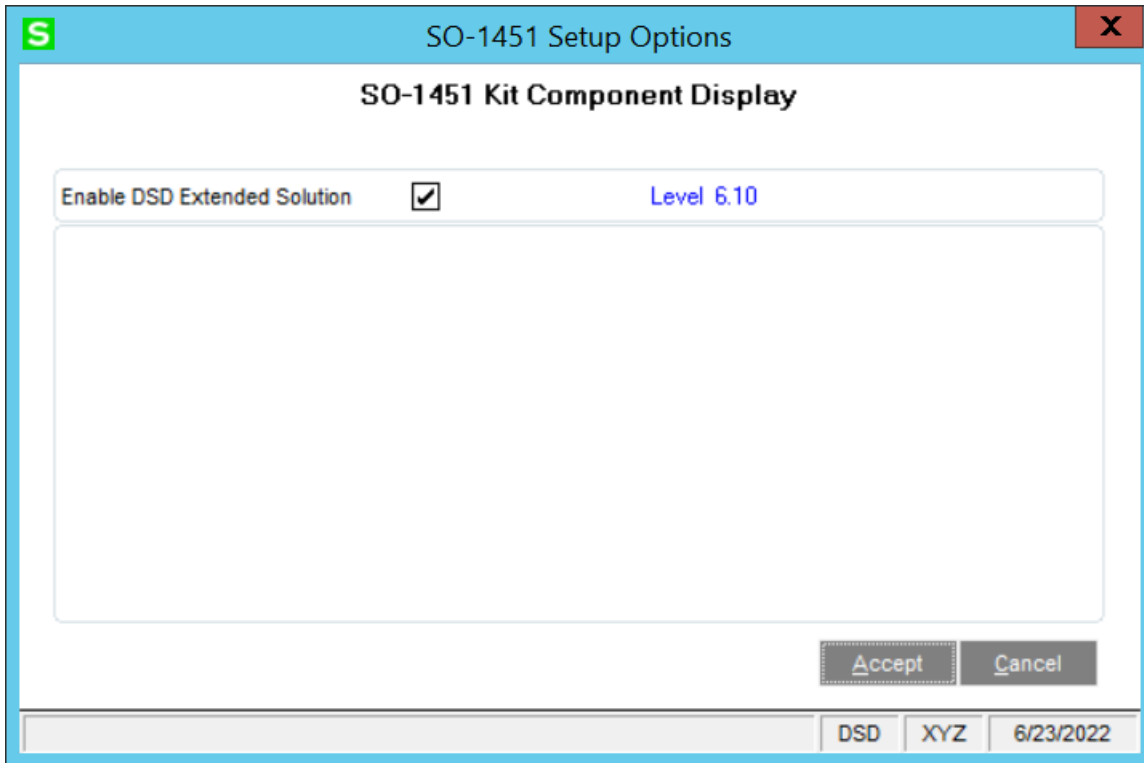 S SO-1451 Setup Options X
SO-1451 Kit Component Display
Enable DSD Extended Solution Level 6.10
Accept Cancel
DSD XYZ 6/23/2022